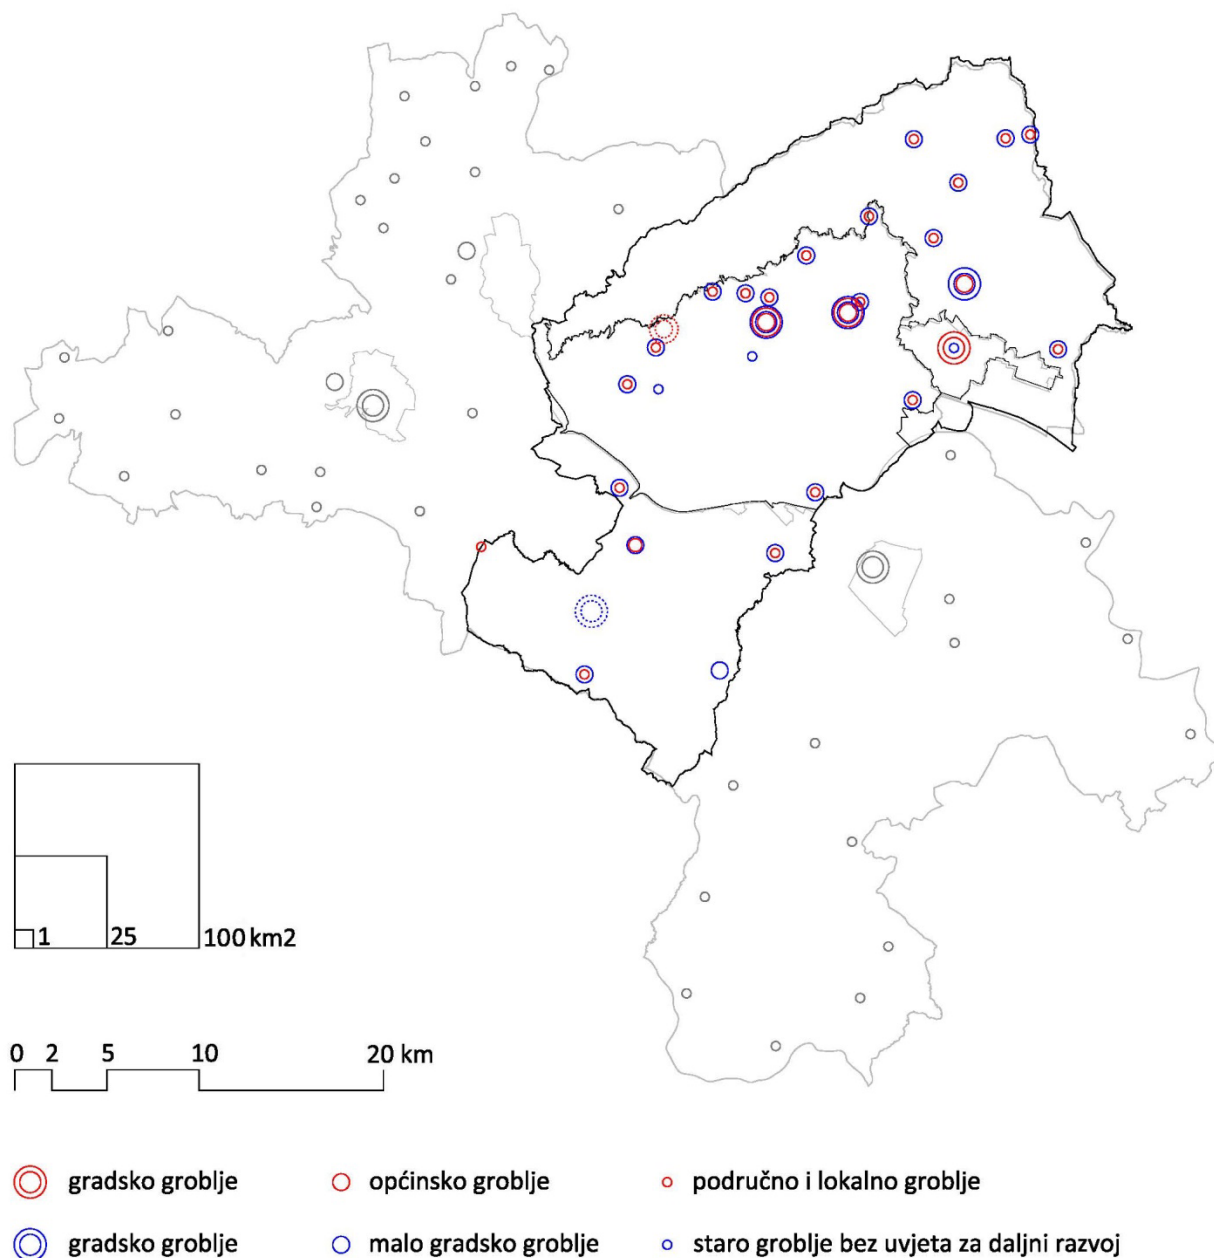 1
25
100 km2
0 2 5 10 20 km
gradsko groblje općinsko groblje područno i lokalno groblje
gradsko groblje malo gradsko groblje staro groblje bez uvjeta za daljni razvoj